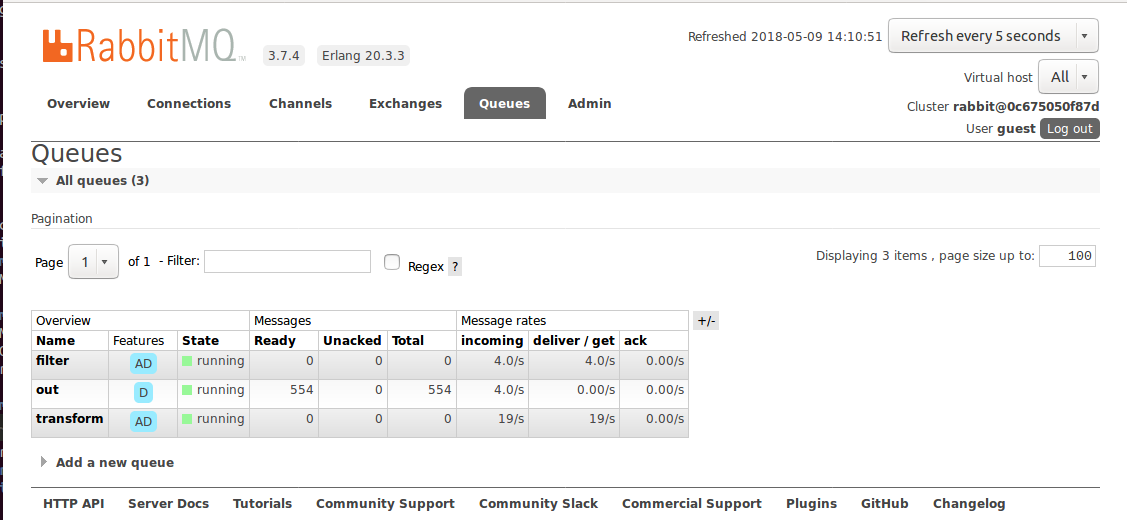 RabbitMQ TM 3.7.4 Erlang 20.3.3
Refreshed 2018-05-09 14:10:51 Refresh every 5 seconds
Virtual host All
Cluster rabbit@0c675050f87d
User guest Log out
Overview Connections Channels Exchanges Queues Admin
Queues
All queues (3)
Pagination
Page 1 of 1 - Filter: Regex ?
Displaying 3 items , page size up to: 100
Overview Messages Message rates +/-
Name Features State Ready Unacked Total incoming deliver / get ack
filter AD running 0 0 0 4.0/s 4.0/s 0.00/s
out D running 554 0 554 4.0/s 0.00/s 0.00/s
transform AD running 0 0 0 19/s 19/s 0.00/s
Add a new queue
HTTP API Server Docs Tutorials Community Support Community Slack Commercial Support Plugins GitHub Changelog